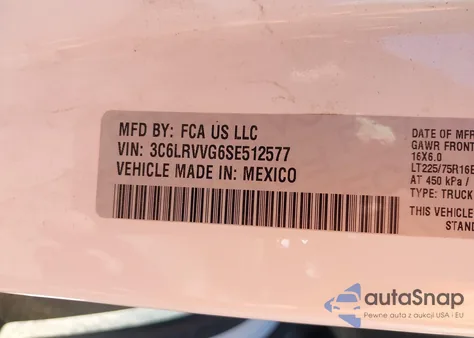 MFD BY: FCA US LLC
VIN: 3C6LRVVG6SE512577
VEHICLE MADE IN: MEXICO
DATE OF MFR
GAWR FRONT
16X6.0
LT225/75R16E
AT 450 kPa /
TYPE: TRUCK
THIS VEHICLE
STAND
autaSnap
Pewne auta z aukcji USA i EU